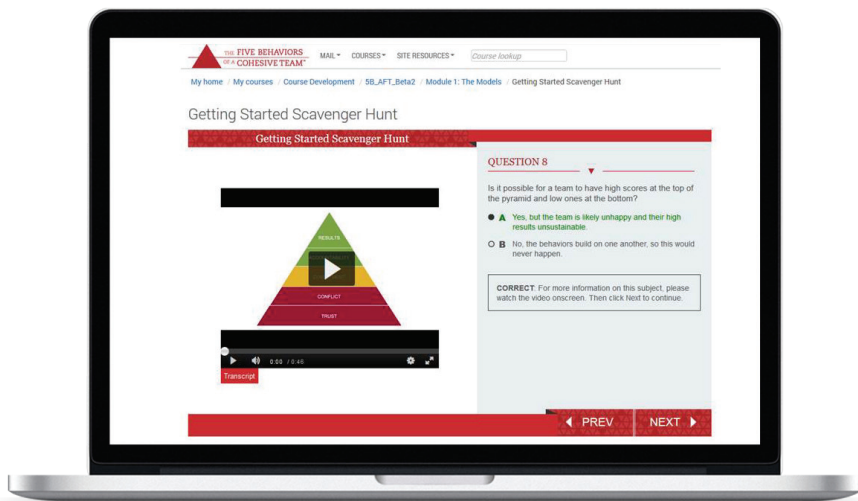 THE FIVE BEHAVIORS
OF A COHESIVE TEAM™
MAIL COURSES SITE RESOURCES Course lookup
My home / My courses / Course Development / 5B_AFT_Beta2 / Module 1: The Models / Getting Started Scavenger Hunt
Getting Started Scavenger Hunt
Getting Started Scavenger Hunt
RESULTS
CONFLICT
TRUST
0:00 / 0:46
Transcript
QUESTION 8
Is it possible for a team to have high scores at the top of
the pyramid and low ones at the bottom?
A Yes, but the team is likely unhappy and their high
results unsustainable.
B No, the behaviors build on one another, so this would
never happen.
CORRECT: For more information on this subject, please
watch the video onscreen. Then click Next to continue.
PREV NEXT